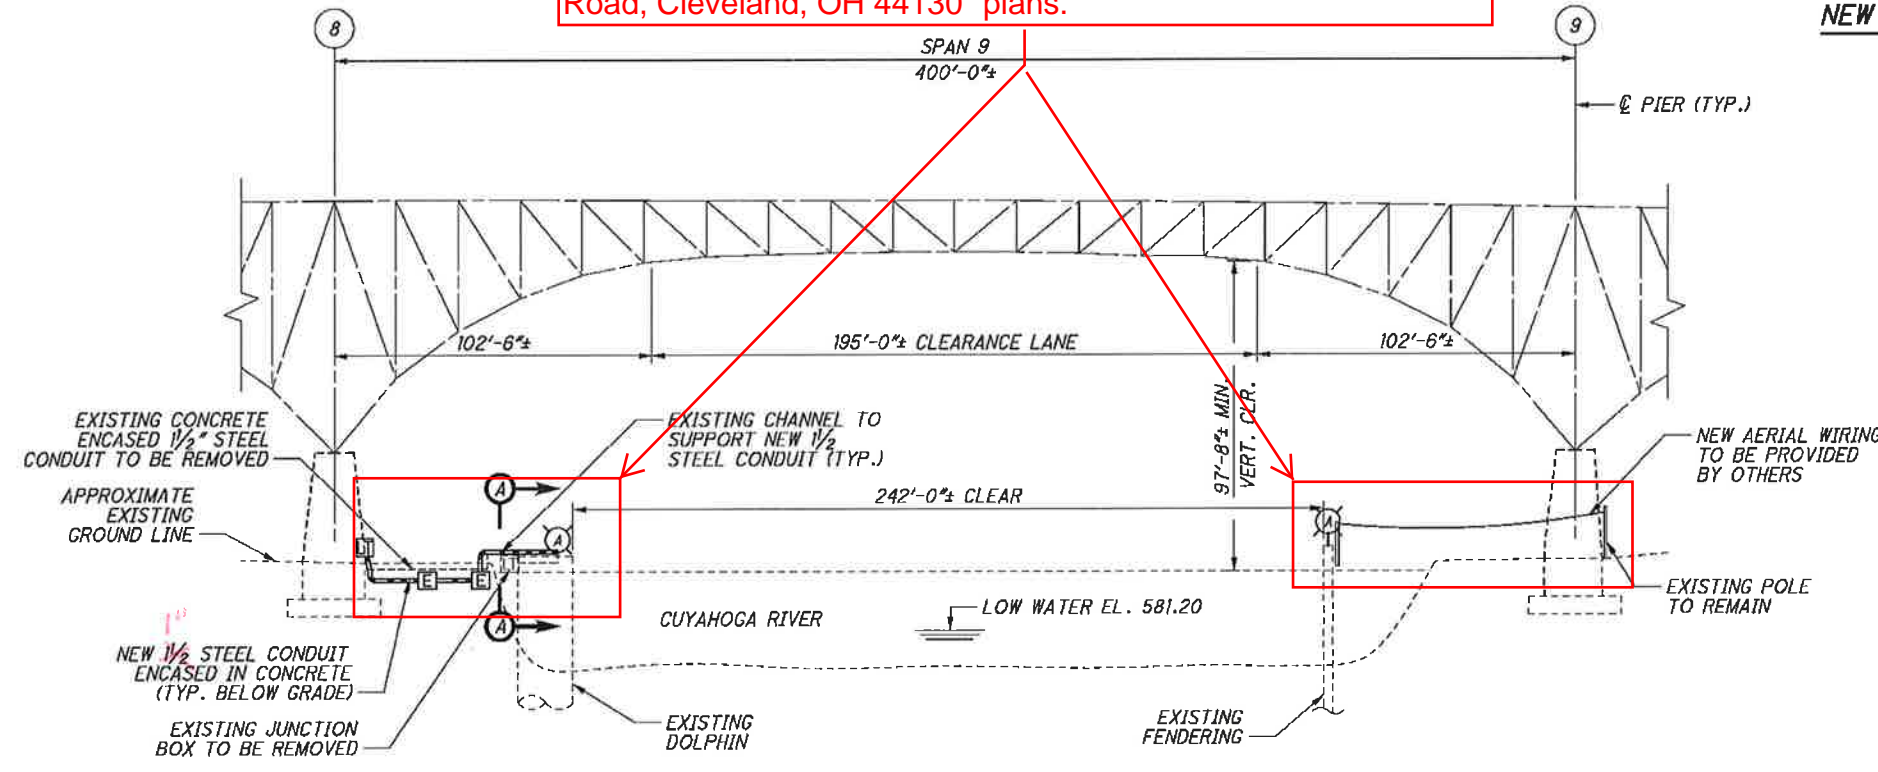 Road, Cleveland, OH 44130" plans.
NEW
8
9
SPAN 9
400'-0"±
℄ PIER (TYP.)
102'-6"±
195'-0"± CLEARANCE LANE
102'-6"±
97'-8"± MIN.
VERT. CLR.
EXISTING CONCRETE
ENCASED 1½" STEEL
CONDUIT TO BE REMOVED
EXISTING CHANNEL TO
SUPPORT NEW 1½
STEEL CONDUIT (TYP.)
NEW AERIAL WIRING
TO BE PROVIDED
BY OTHERS
APPROXIMATE
EXISTING
GROUND LINE
A
242'-0"± CLEAR
A
A
E
E
A
EXISTING POLE
TO REMAIN
CUYAHOGA RIVER
LOW WATER EL. 581.20
NEW 1½ STEEL CONDUIT
ENCASED IN CONCRETE
(TYP. BELOW GRADE)
EXISTING JUNCTION
BOX TO BE REMOVED
EXISTING
DOLPHIN
EXISTING
FENDERING